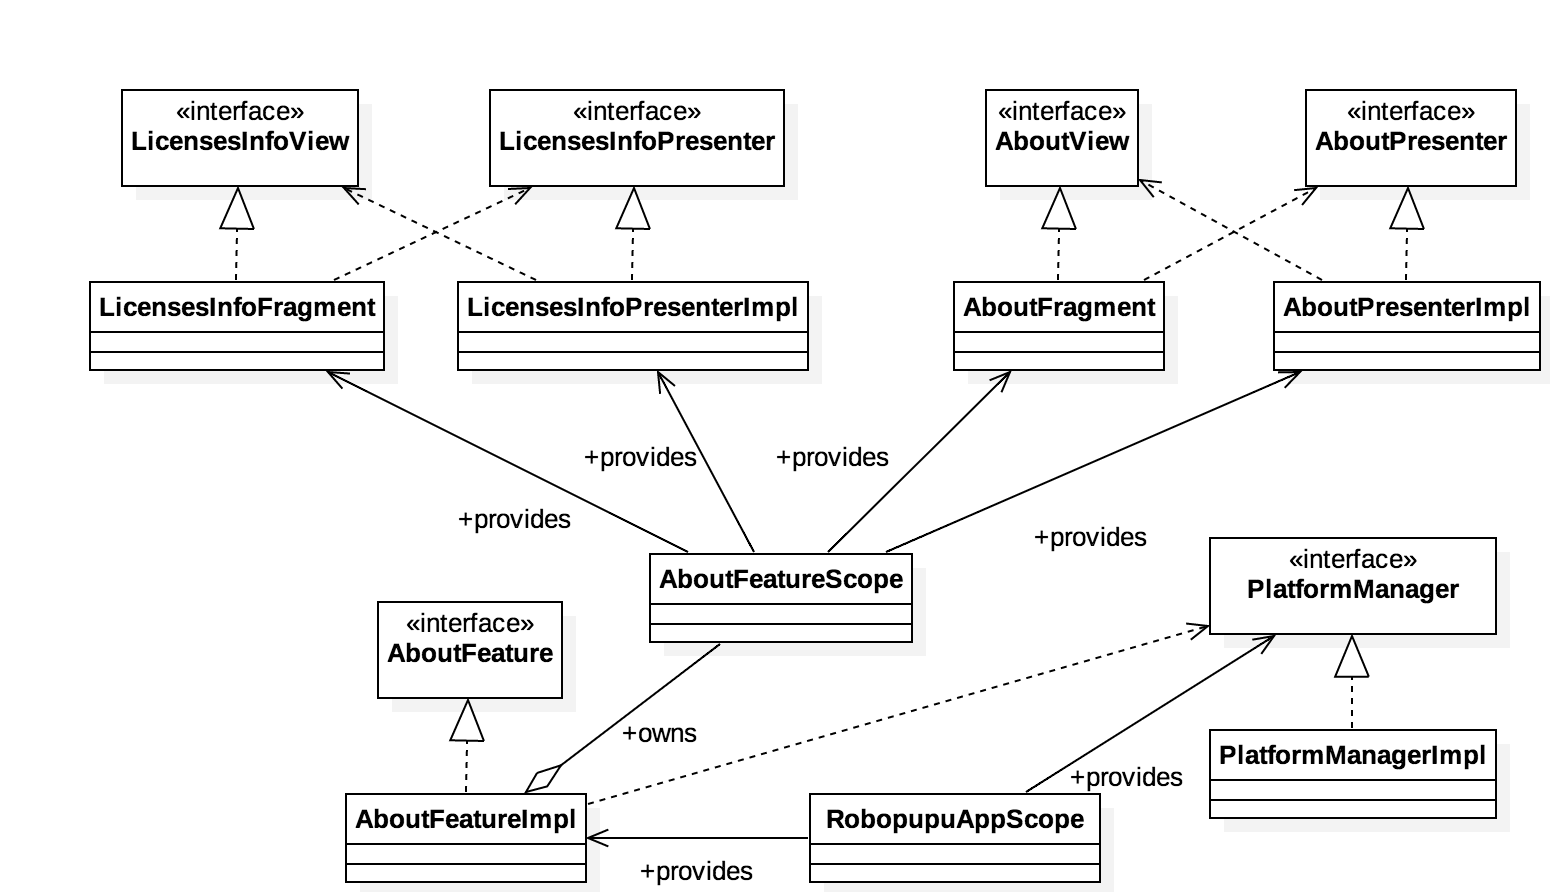 «interface»
LicensesInfoView
«interface»
LicensesInfoPresenter
«interface»
AboutView
«interface»
AboutPresenter
LicensesInfoFragment
LicensesInfoPresenterImpl
AboutFragment
AboutPresenterImpl
+provides
+provides
+provides
+provides
AboutFeatureScope
«interface»
PlatformManager
«interface»
AboutFeature
+owns
PlatformManagerImpl
+provides
AboutFeatureImpl
RobopupuAppScope
+provides